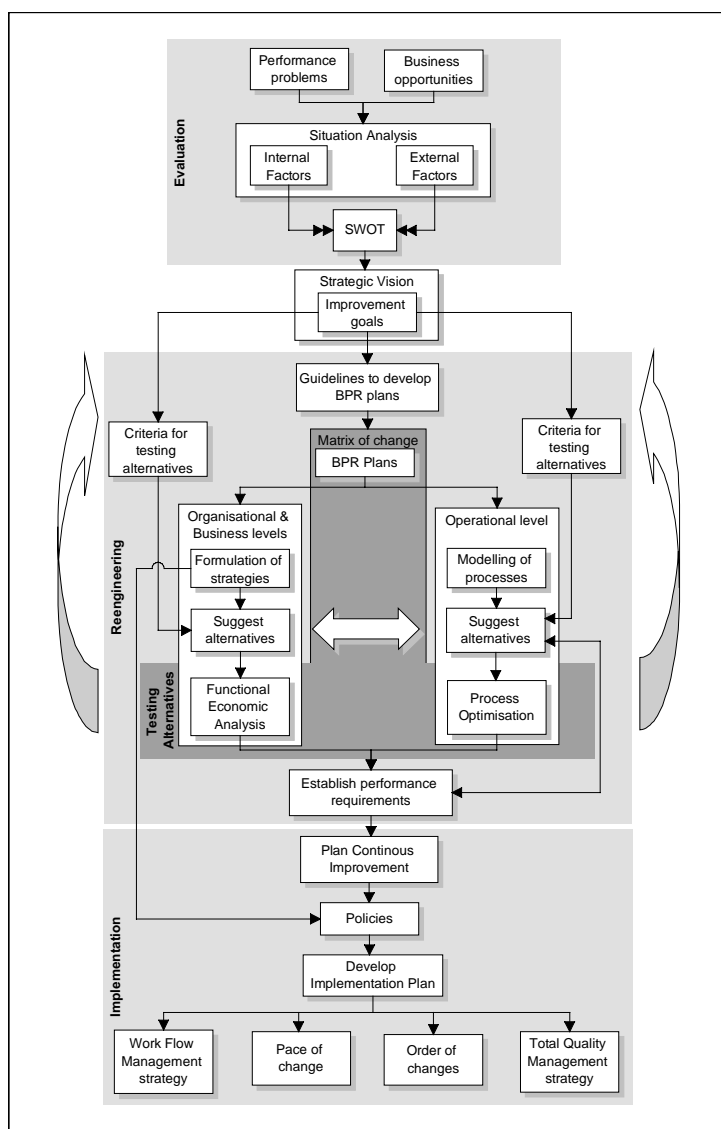 Performance
problems
Business
opportunities
Evaluation
Situation Analysis
Internal
Factors
External
Factors
SWOT
Strategic Vision
Improvement
goals
Guidelines to develop
BPR plans
Criteria for
testing
alternatives
Criteria for
testing
alternatives
Matrix of change
BPR Plans
Reengineering
Organisational &
Business levels
Operational level
Formulation of
strategies
Modelling of
processes
Suggest
alternatives
Suggest
alternatives
Testing
Alternatives
Functional
Economic
Analysis
Process
Optimisation
Establish performance
requirements
Implementation
Plan Continous
Improvement
Policies
Develop
Implementation Plan
Work Flow
Management
strategy
Pace of
change
Order of
changes
Total Quality
Management
strategy